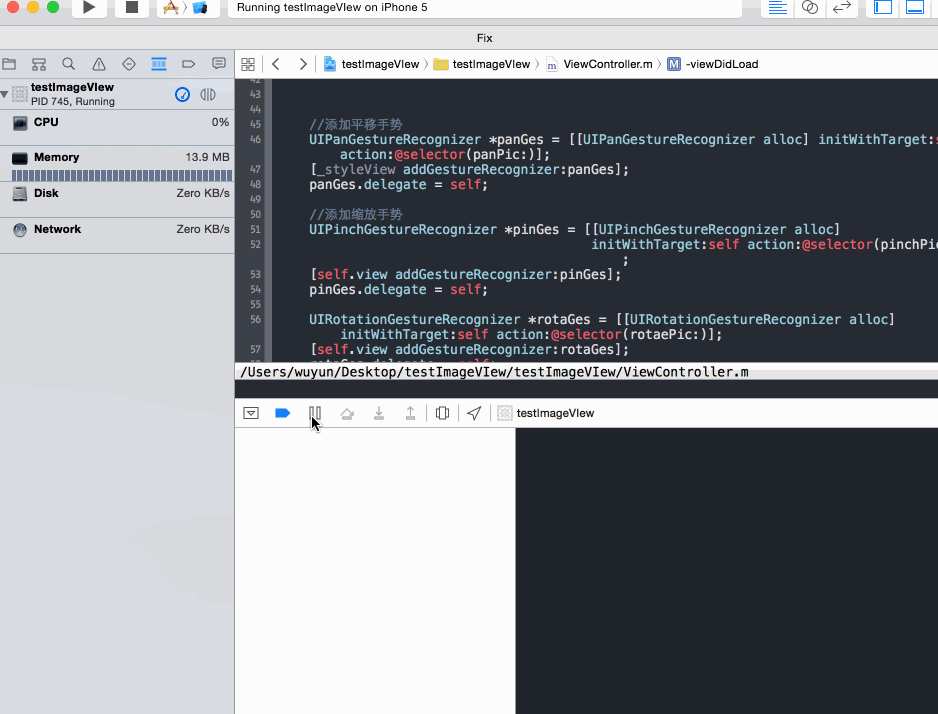 Running testImageVIew on iPhone 5
Fix
testImageVIew
testImageVIew
ViewController.m
M
-viewDidLoad
testImageVIew
PID 745, Running
CPU
0%
Memory
13.9 MB
Disk
Zero KB/s
Network
Zero KB/s
42
43
44
45 //添加平移手势
46 UIPanGestureRecognizer *panGes = [[UIPanGestureRecognizer alloc] initWithTarget:s
action:@selector(panPic:)];
47 [_styleView addGestureRecognizer:panGes];
48 panGes.delegate = self;
49
50 //添加缩放手势
51 UIPinchGestureRecognizer *pinGes = [[UIPinchGestureRecognizer alloc]
52 initWithTarget:self action:@selector(pinchPic
;
53 [self.view addGestureRecognizer:pinGes];
54 pinGes.delegate = self;
55
56 UIRotationGestureRecognizer *rotaGes = [[UIRotationGestureRecognizer alloc]
initWithTarget:self action:@selector(rotaePic:)];
57 [self.view addGestureRecognizer:rotaGes];
/Users/wuyun/Desktop/testImageVIew/testImageVIew/ViewController.m
testImageVIew